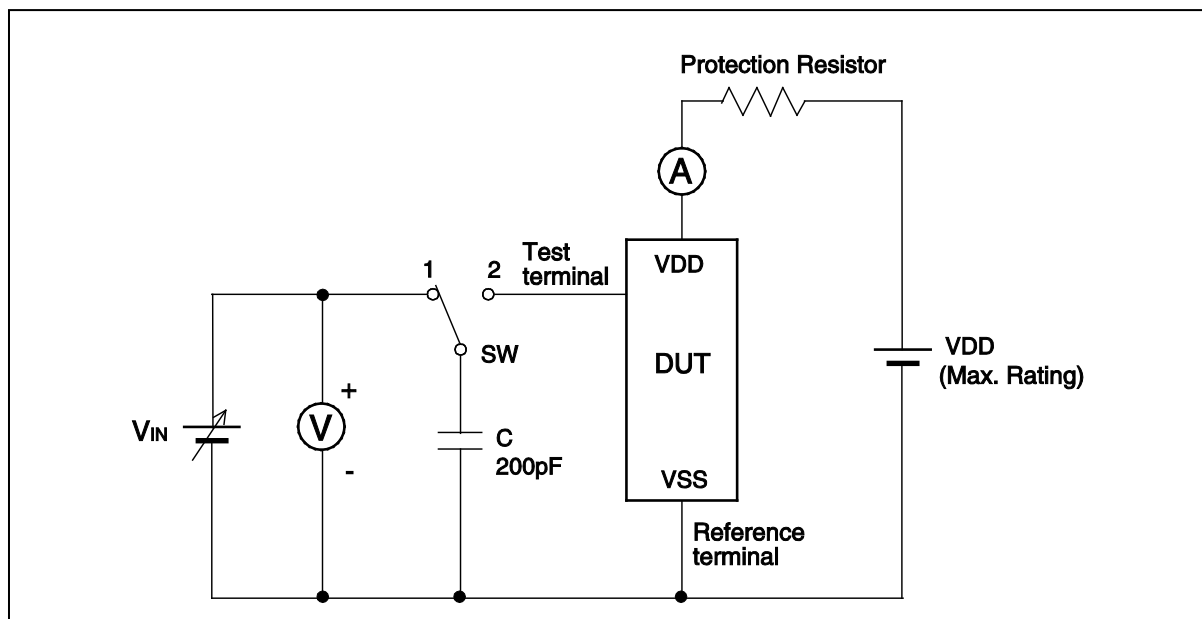 Protection Resistor
A
1
2
Test
terminal
VDD
SW
DUT
VDD
(Max. Rating)
+
VIN
V
C
200pF
-
VSS
Reference
terminal